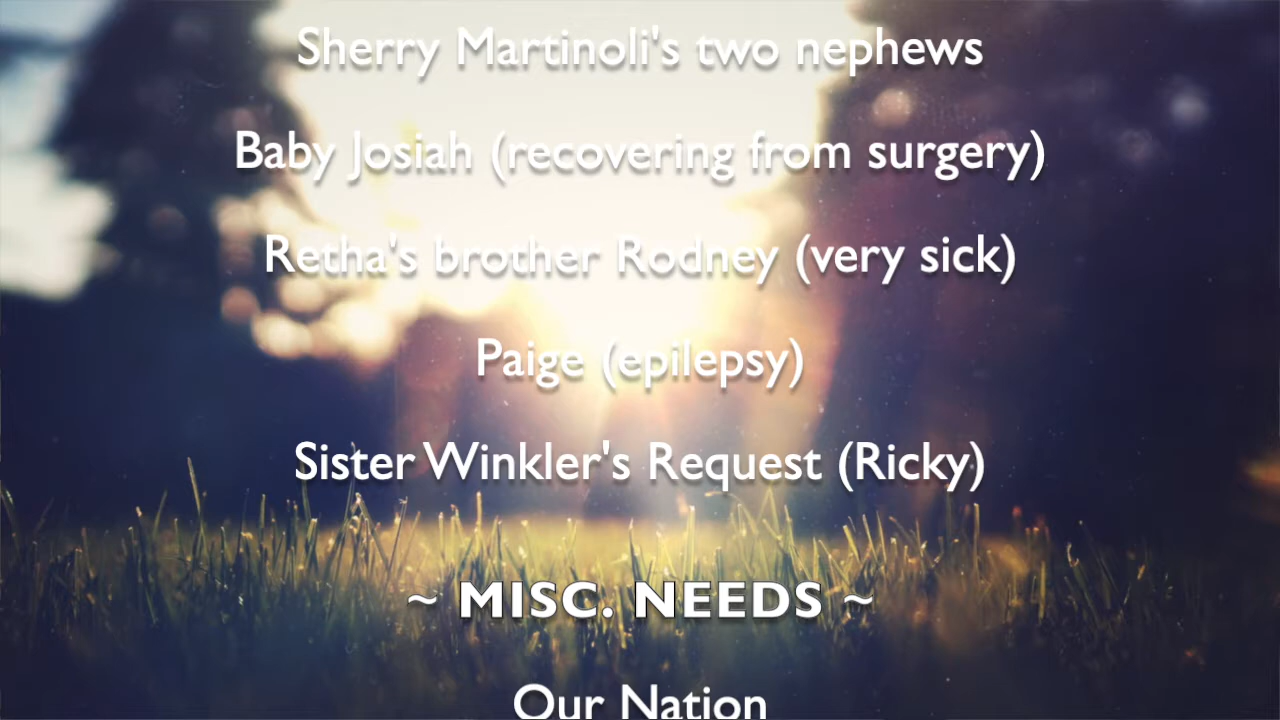 Sherry Martinoli's two nephews
Baby Josiah (recovering from surgery)
Retha's brother Rodney (very sick)
Paige (epilepsy)
Sister Winkler's Request (Ricky)
~ MISC. NEEDS ~
Our Nation